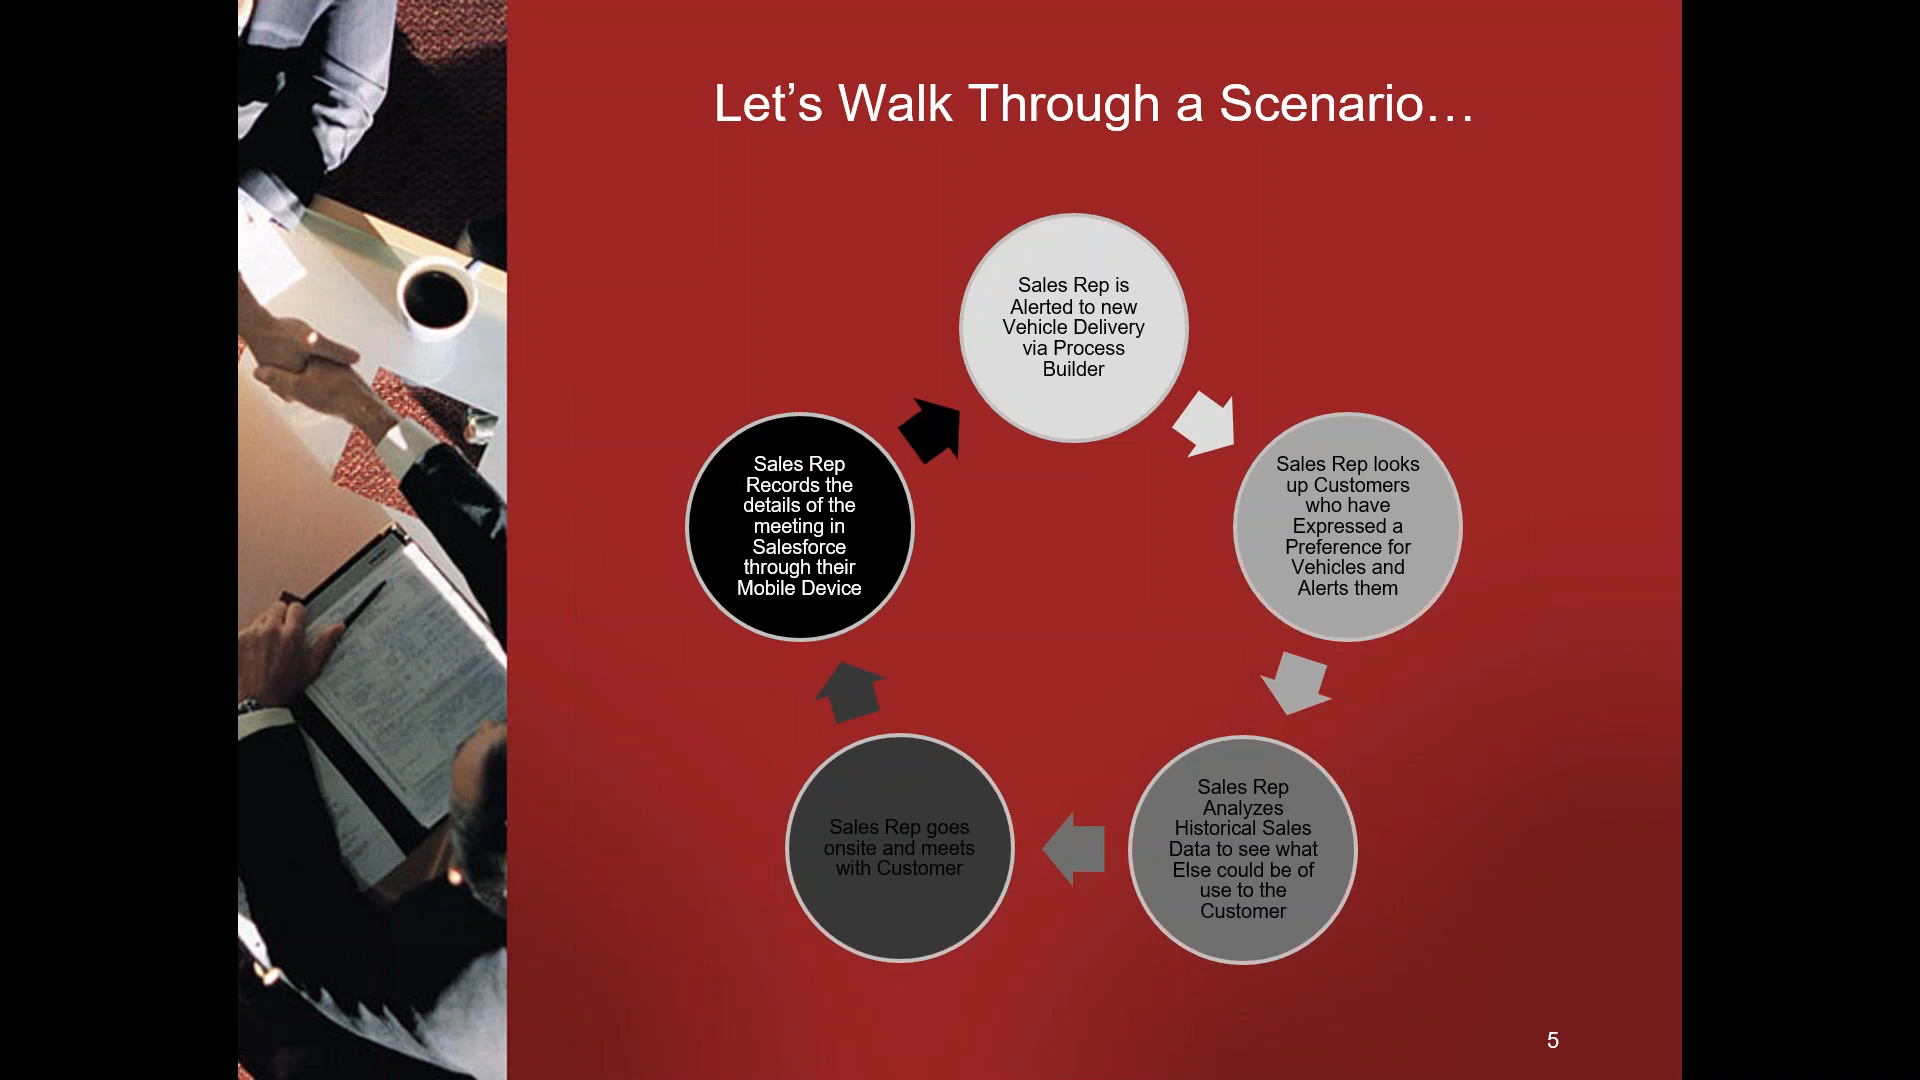 Let’s Walk Through a Scenario…
Sales Rep is
Alerted to new
Vehicle Delivery
via Process
Builder
Sales Rep looks
up Customers
who have
Expressed a
Preference for
Vehicles and
Alerts them
Sales Rep
Analyzes
Historical Sales
Data to see what
Else could be of
use to the
Customer
Sales Rep goes
onsite and meets
with Customer
Sales Rep
Records the
details of the
meeting in
Salesforce
through their
Mobile Device
5